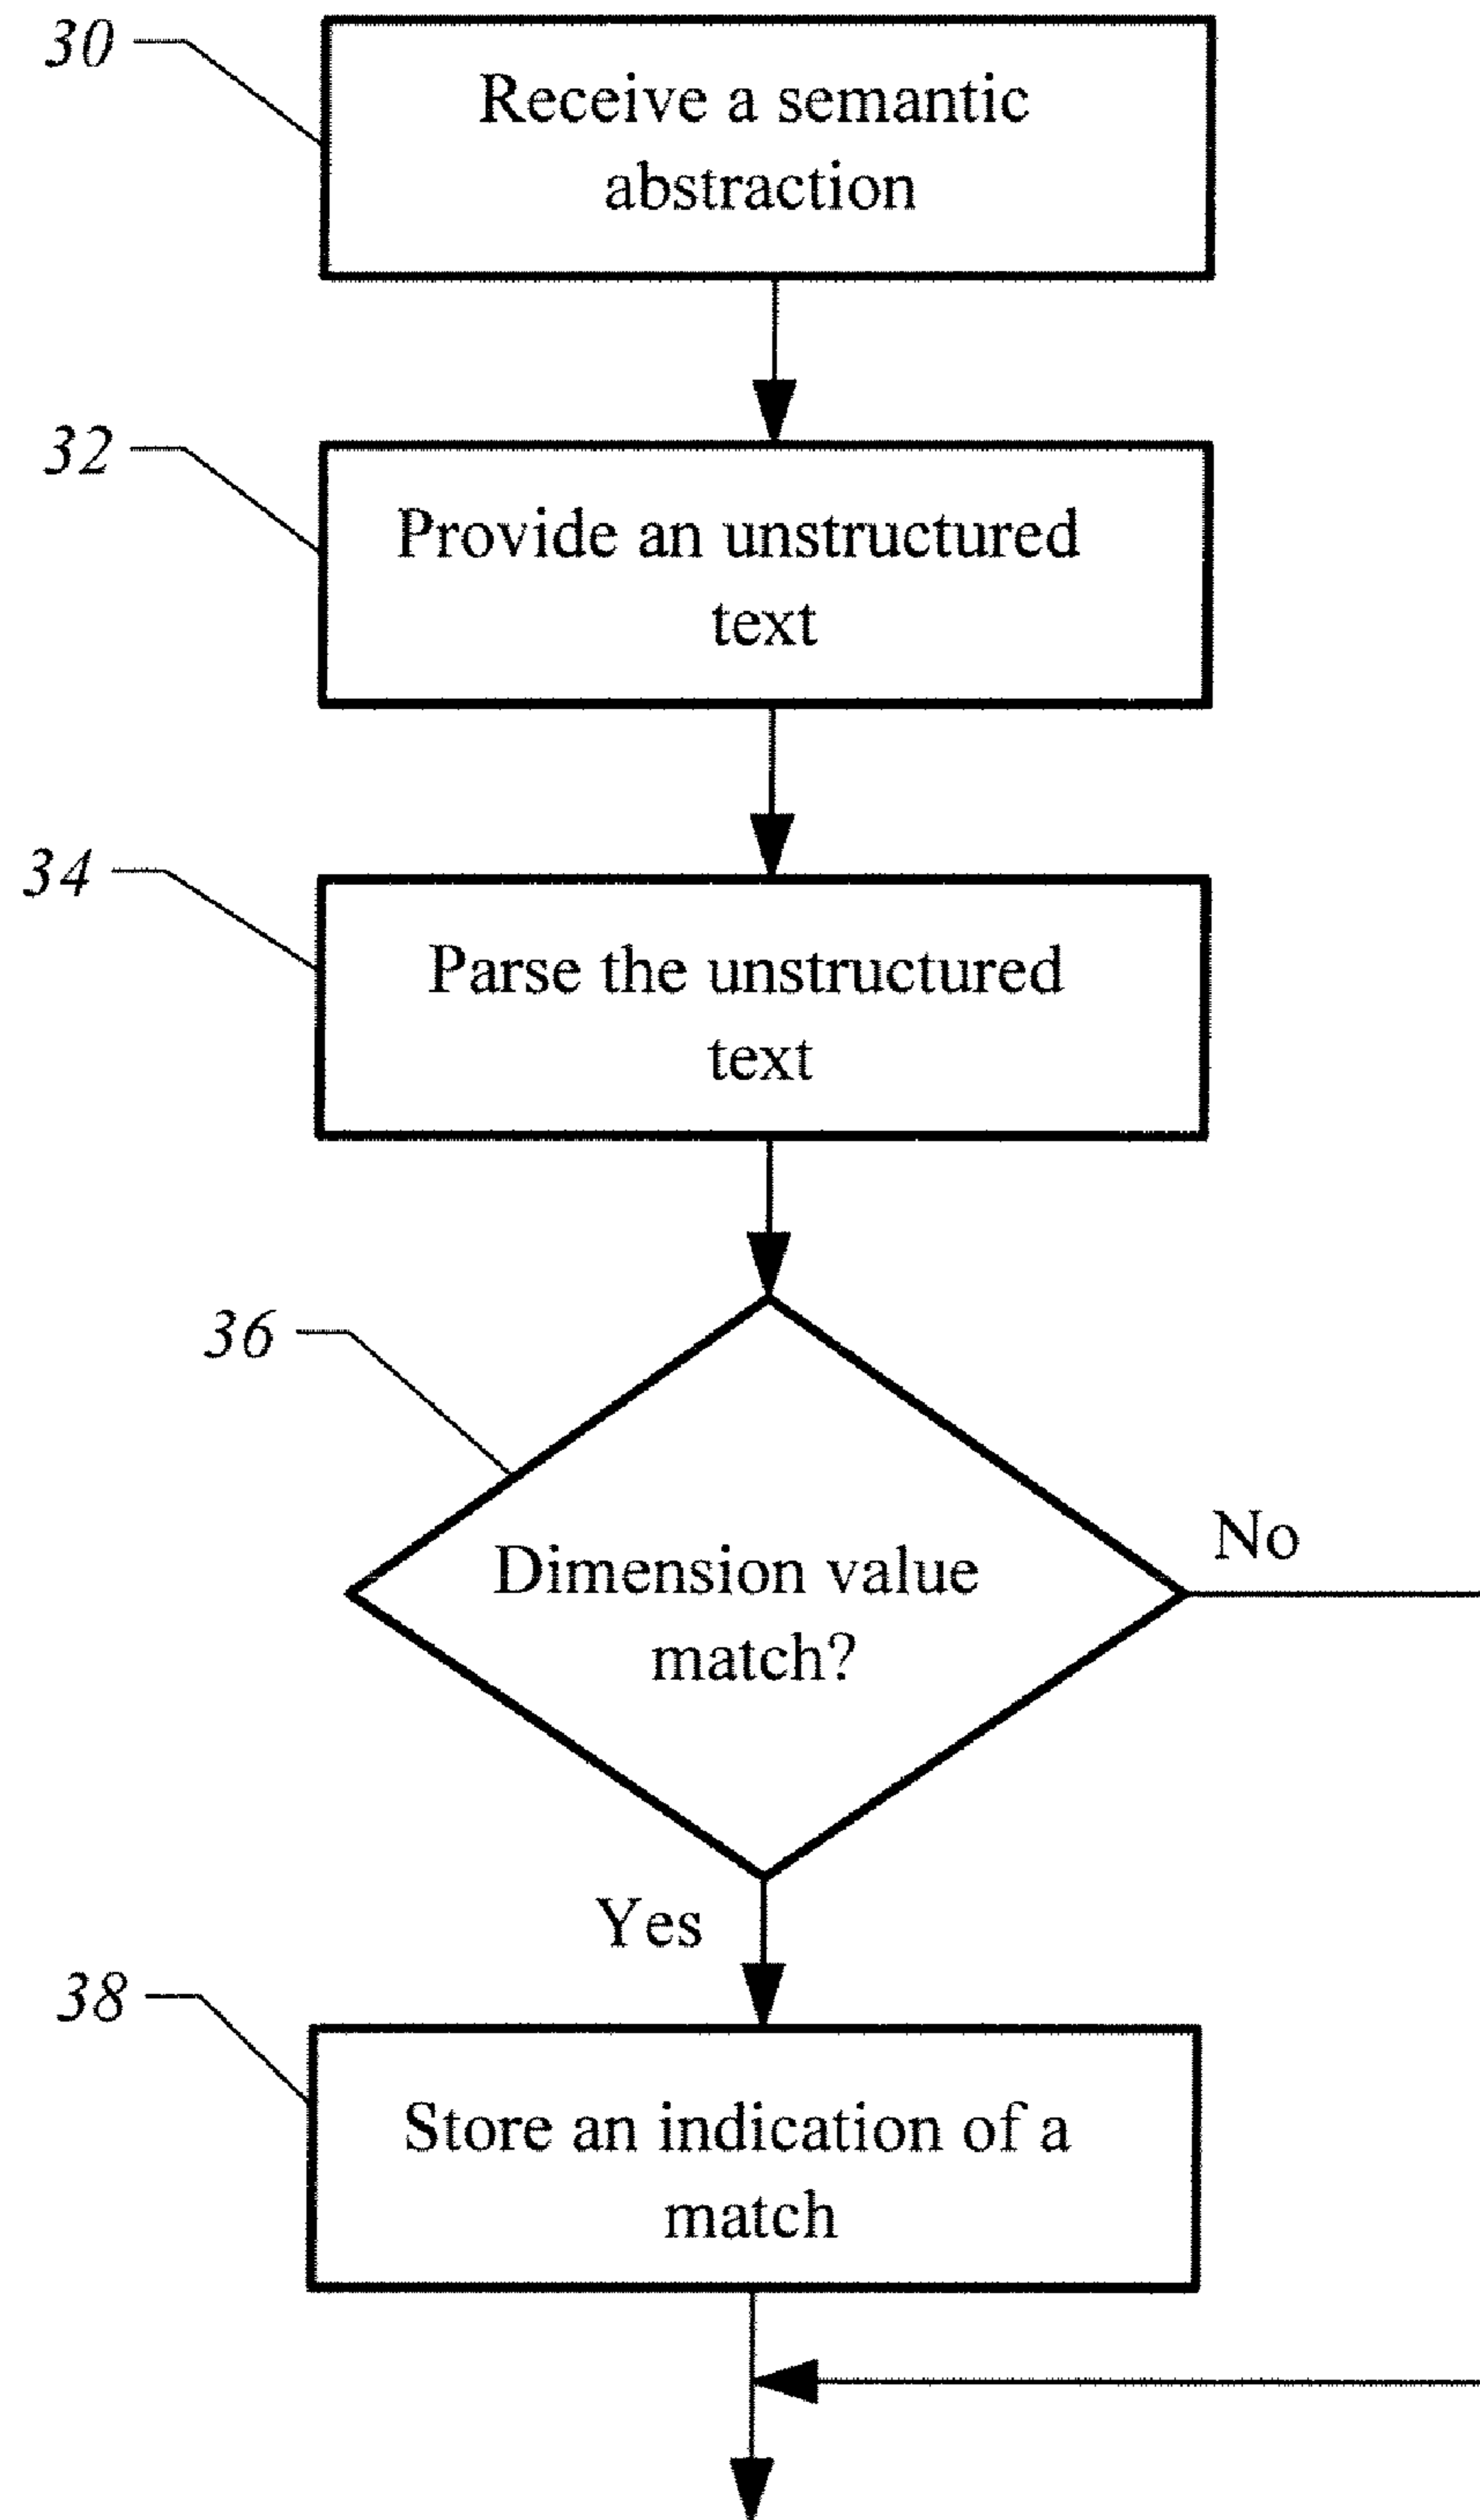 30
Receive a semantic
abstraction
32
Provide an unstructured
text
34
Parse the unstructured
text
36
Dimension value
match?
No
Yes
38
Store an indication of a
match